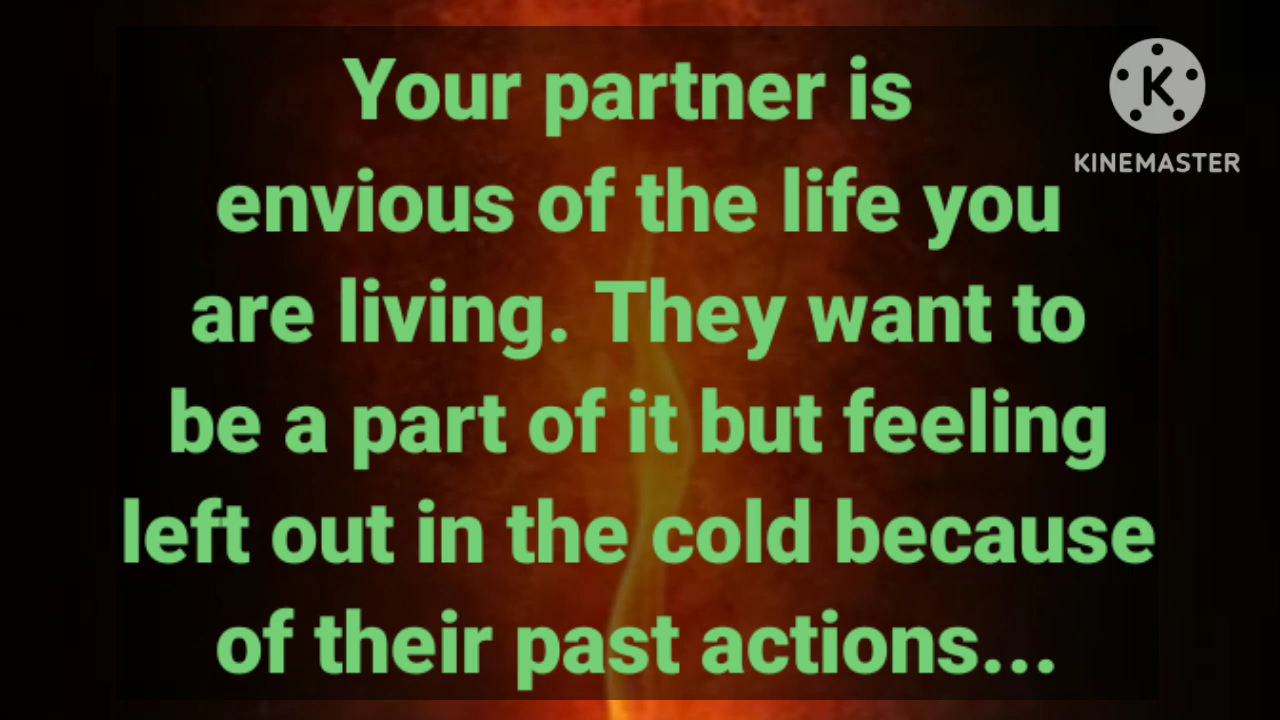 Your partner is
envious of the life you
are living. They want to
be a part of it but feeling
left out in the cold because
of their past actions...
K
KINEMASTER